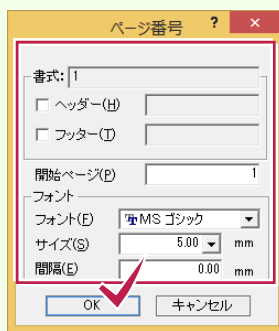 ページ番号 ? ×
書式: 1
ヘッダー(H)
フッター(T)
開始ページ(P) 1
フォント
フォント(F) MS ゴシック
サイズ(S) 5.00 mm
間隔(E) 0.00 mm
OK キャンセル